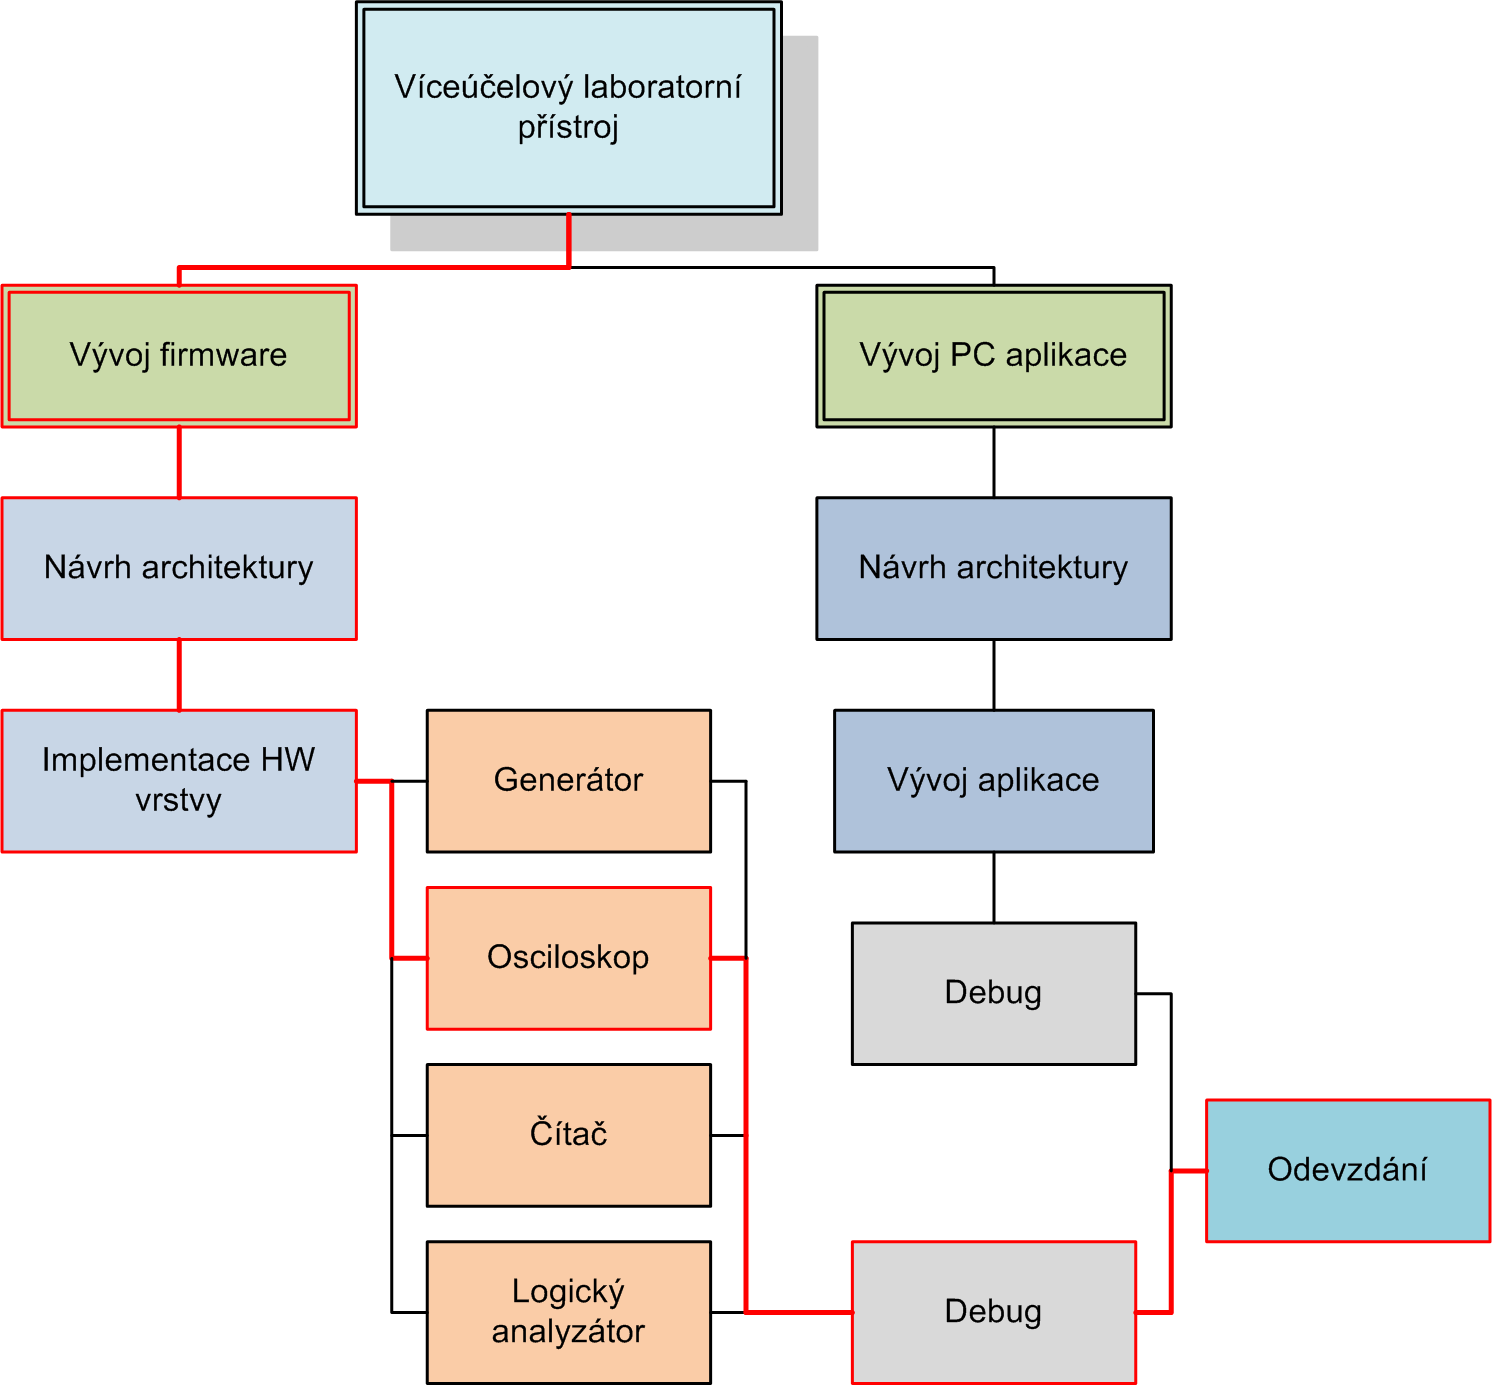 Víceúčelový laboratorní
přístroj
Vývoj firmware
Vývoj PC aplikace
Návrh architektury
Návrh architektury
Implementace HW
vrstvy
Generátor
Vývoj aplikace
Osciloskop
Debug
Čítač
Odevzdání
Logický
analyzátor
Debug